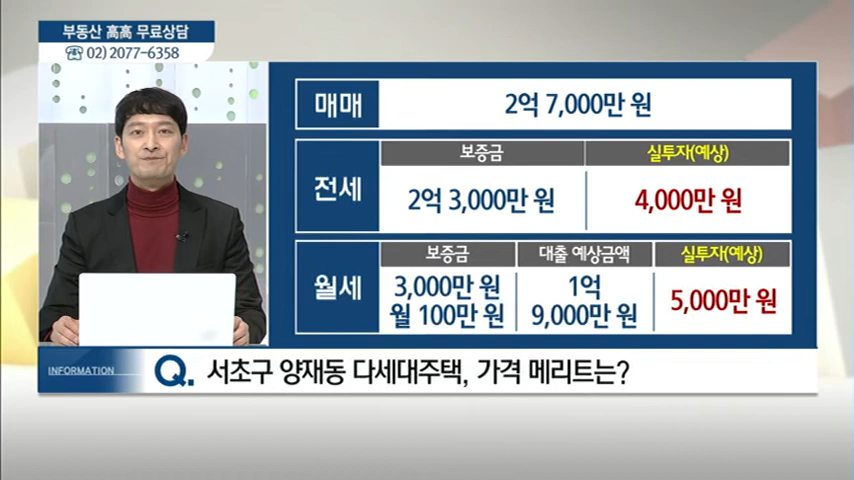 부동산 高高 무료상담
☎ 02) 2077-6358
매매
2억 7,000만 원
전세
보증금
실투자(예상)
2억 3,000만 원
4,000만 원
월세
보증금
대출 예상금액
실투자(예상)
3,000만 원
월 100만 원
1억
9,000만 원
5,000만 원
INFORMATION
Q. 서초구 양재동 다세대주택, 가격 메리트는?